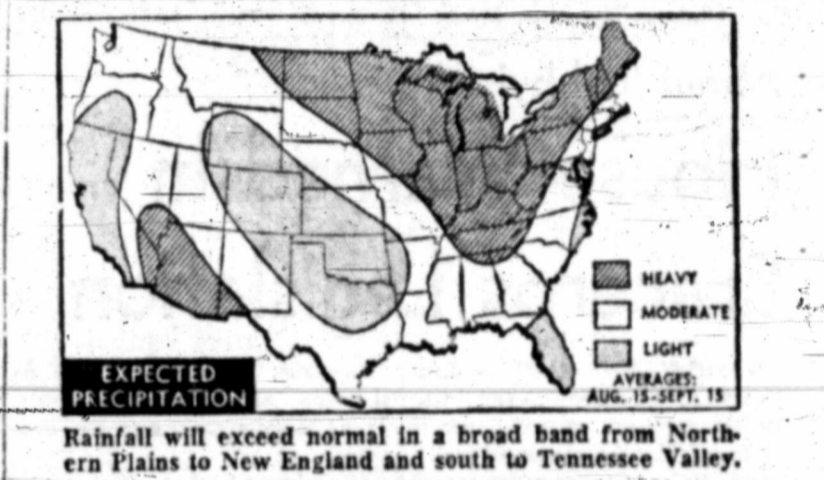 HEAVY
MODERATE
LIGHT
AVERAGES:
AUG. 15-SEPT. 15
EXPECTED
PRECIPITATION
Rainfall will exceed normal in a broad band from North-
ern Plains to New England and south to Tennessee Valley.